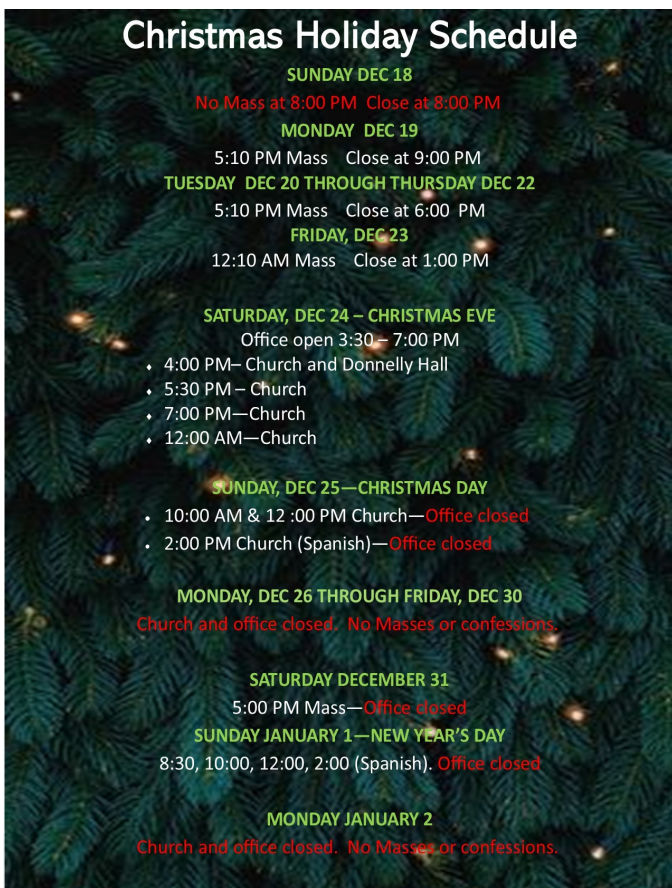 Christmas Holiday Schedule
SUNDAY DEC 18
No Mass at 8:00 PM Close at 8:00 PM
MONDAY DEC 19
5:10 PM Mass Close at 9:00 PM
TUESDAY DEC 20 THROUGH THURSDAY DEC 22
5:10 PM Mass Close at 6:00 PM
FRIDAY, DEC 23
12:10 AM Mass Close at 1:00 PM
SATURDAY, DEC 24 – CHRISTMAS EVE
Office open 3:30 – 7:00 PM
⬧ 4:00 PM– Church and Donnelly Hall
⬧ 5:30 PM – Church
⬧ 7:00 PM—Church
⬧ 12:00 AM—Church
SUNDAY, DEC 25—CHRISTMAS DAY
• 10:00 AM & 12 :00 PM Church—Office closed
• 2:00 PM Church (Spanish)—Office closed
MONDAY, DEC 26 THROUGH FRIDAY, DEC 30
Church and office closed. No Masses or confessions.
SATURDAY DECEMBER 31
5:00 PM Mass—Office closed
SUNDAY JANUARY 1—NEW YEAR'S DAY
8:30, 10:00, 12:00, 2:00 (Spanish). Office closed
MONDAY JANUARY 2
Church and office closed. No Masses or confessions.